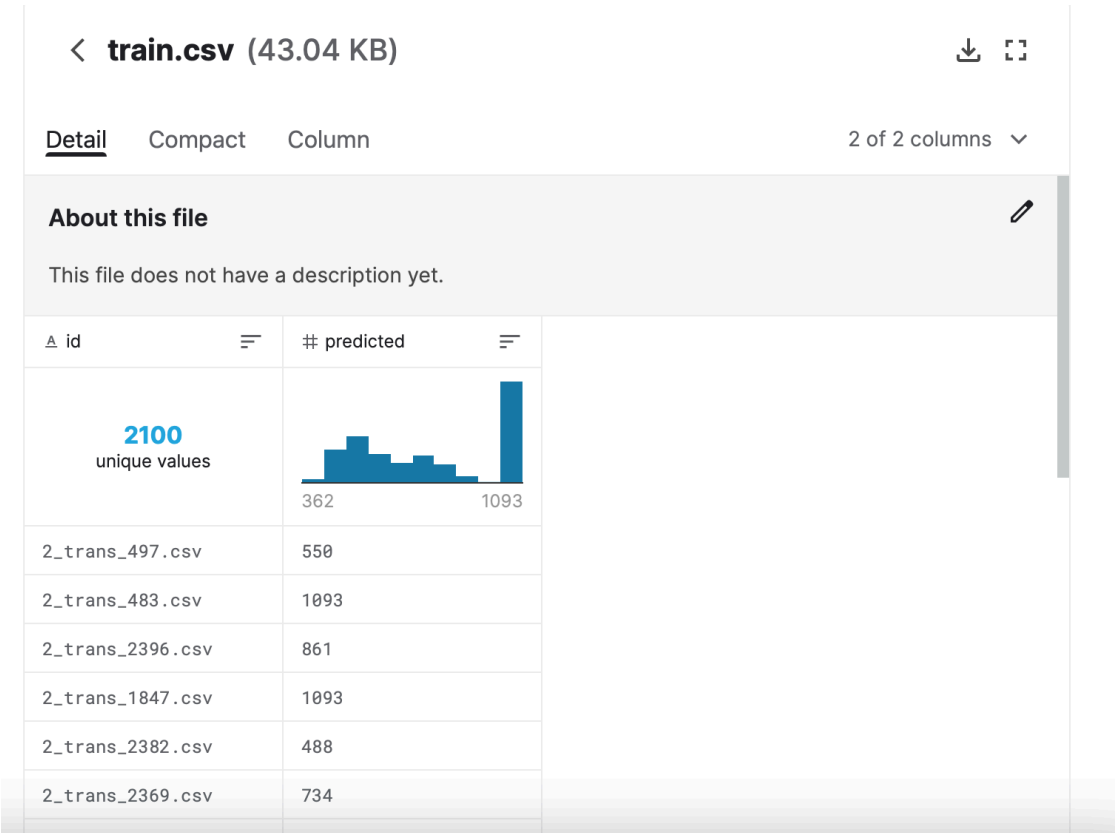 train.csv (43.04 KB)
Detail Compact Column 2 of 2 columns
About this file
This file does not have a description yet.
A id # predicted
2100
unique values
362 1093
2_trans_497.csv 550
2_trans_483.csv 1093
2_trans_2396.csv 861
2_trans_1847.csv 1093
2_trans_2382.csv 488
2_trans_2369.csv 734